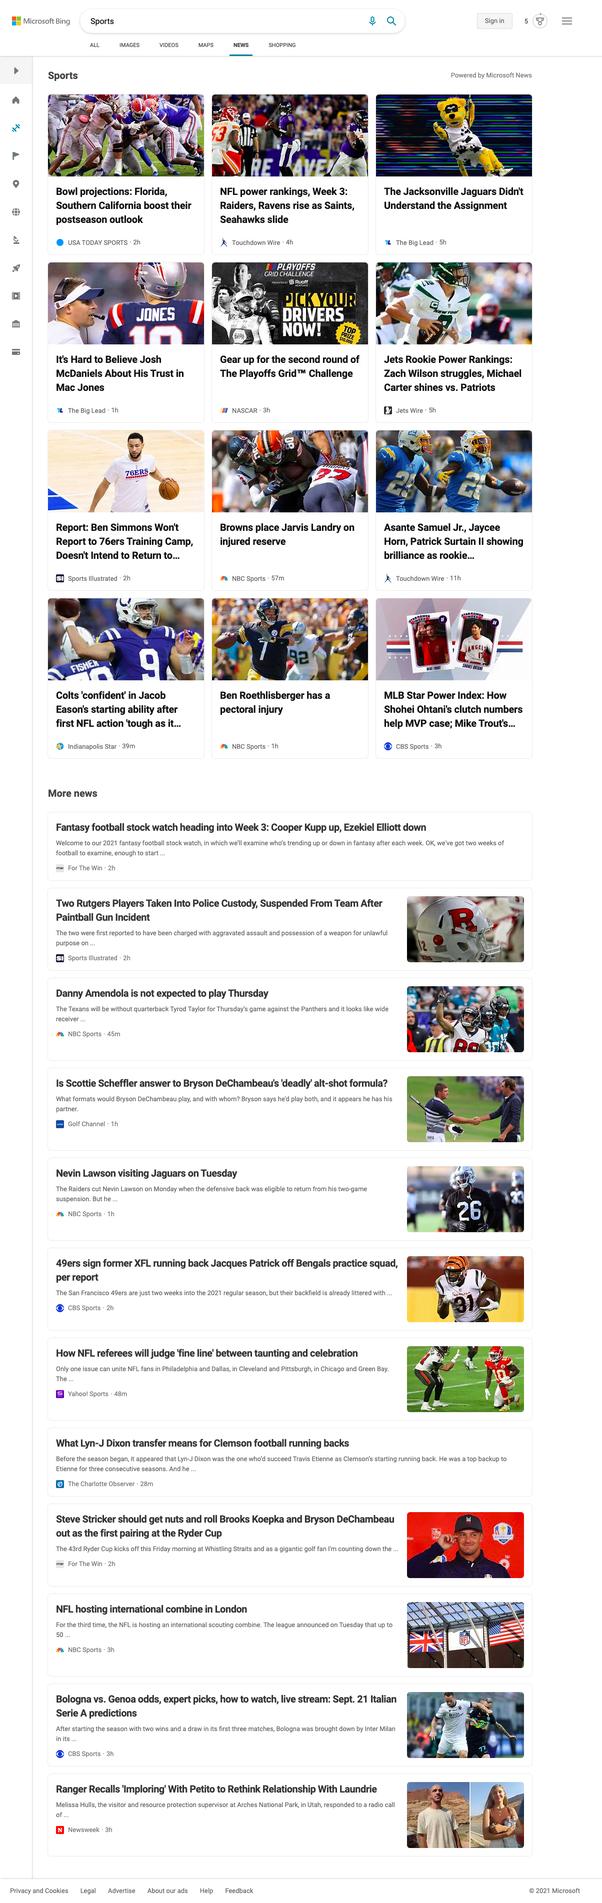 Microsoft Bing
Sports
Sign in
5
ALL
IMAGES
VIDEOS
MAPS
NEWS
SHOPPING
Sports
Powered by Microsoft News
Bowl projections: Florida,
Southern California boost their
postseason outlook
USA TODAY SPORTS · 2h
NFL power rankings, Week 3:
Raiders, Ravens rise as Saints,
Seahawks slide
Touchdown Wire · 4h
The Jacksonville Jaguars Didn't
Understand the Assignment
The Big Lead · 5h
JONES
10
It's Hard to Believe Josh
McDaniels About His Trust in
Mac Jones
The Big Lead · 1h
PLAYOFFS
GRID CHALLENGE
PICK YOUR
DRIVERS
NOW!
TOP
PRIZE
Gear up for the second round of
The Playoffs Grid™ Challenge
NASCAR · 3h
2
Jets Rookie Power Rankings:
Zach Wilson struggles, Michael
Carter shines vs. Patriots
Jets Wire · 5h
76ERS
Report: Ben Simmons Won't
Report to 76ers Training Camp,
Doesn't Intend to Return to...
Sports Illustrated · 2h
80
Browns place Jarvis Landry on
injured reserve
NBC Sports · 57m
Asante Samuel Jr., Jaycee
Horn, Patrick Surtain II showing
brilliance as rookie...
Touchdown Wire · 11h
FISHER
9
Colts 'confident' in Jacob
Eason's starting ability after
first NFL action 'tough as it...
Indianapolis Star · 39m
7
92
Ben Roethlisberger has a
pectoral injury
NBC Sports · 1h
MLB Star Power Index: How
Shohei Ohtani's clutch numbers
help MVP case; Mike Trout's...
CBS Sports · 3h
More news
Fantasy football stock watch heading into Week 3: Cooper Kupp up, Ezekiel Elliott down
Welcome to our 2021 fantasy football stock watch, in which we'll examine who's trending up or down in fantasy after each week. OK, we've got two weeks of
football to examine, enough to start ...
For The Win · 2h
Two Rutgers Players Taken Into Police Custody, Suspended From Team After
Paintball Gun Incident
The two were first reported to have been charged with aggravated assault and possession of a weapon for unlawful
purpose on ...
Sports Illustrated · 2h
R
Danny Amendola is not expected to play Thursday
The Texans will be without quarterback Tyrod Taylor for Thursday's game against the Panthers and it looks like wide
receiver ...
NBC Sports · 45m
Is Scottie Scheffler answer to Bryson DeChambeau's 'deadly' alt-shot formula?
What formats would Bryson DeChambeau play, and with whom? Bryson says he'd play both, and it appears he has his
partner.
Golf Channel · 1h
Nevin Lawson visiting Jaguars on Tuesday
The Raiders cut Nevin Lawson on Monday when the defensive back was eligible to return from his two-game
suspension. But he ...
NBC Sports · 1h
26
49ers sign former XFL running back Jacques Patrick off Bengals practice squad,
per report
The San Francisco 49ers are just two weeks into the 2021 regular season, but their backfield is already littered with ...
CBS Sports · 2h
31
How NFL referees will judge 'fine line' between taunting and celebration
Only one issue can unite NFL fans in Philadelphia and Dallas, in Cleveland and Pittsburgh, in Chicago and Green Bay.
The ...
Yahoo! Sports · 48m
What Lyn-J Dixon transfer means for Clemson football running backs
Before the season began, it appeared that Lyn-J Dixon was the one who'd succeed Travis Etienne as Clemson's starting running back. He was a top backup to
Etienne for three consecutive seasons. And he ...
The Charlotte Observer · 28m
Steve Stricker should get nuts and roll Brooks Koepka and Bryson DeChambeau
out as the first pairing at the Ryder Cup
The 43rd Ryder Cup kicks off this Friday morning at Whistling Straits and as a gigantic golf fan I'm counting down the ...
For The Win · 2h
NFL hosting international combine in London
For the third time, the NFL is hosting an international scouting combine. The league announced on Tuesday that up to
50 ...
NBC Sports · 3h
NFL
Bologna vs. Genoa odds, expert picks, how to watch, live stream: Sept. 21 Italian
Serie A predictions
After starting the season with two wins and a draw in its first three matches, Bologna was brought down by Inter Milan
in its ...
CBS Sports · 3h
Ranger Recalls 'Imploring' With Petito to Rethink Relationship With Laundrie
Melissa Hulls, the visitor and resource protection supervisor at Arches National Park, in Utah, responded to a radio call
of ...
Newsweek · 3h
Privacy and Cookies
Legal
Advertise
About our ads
Help
Feedback
© 2021 Microsoft